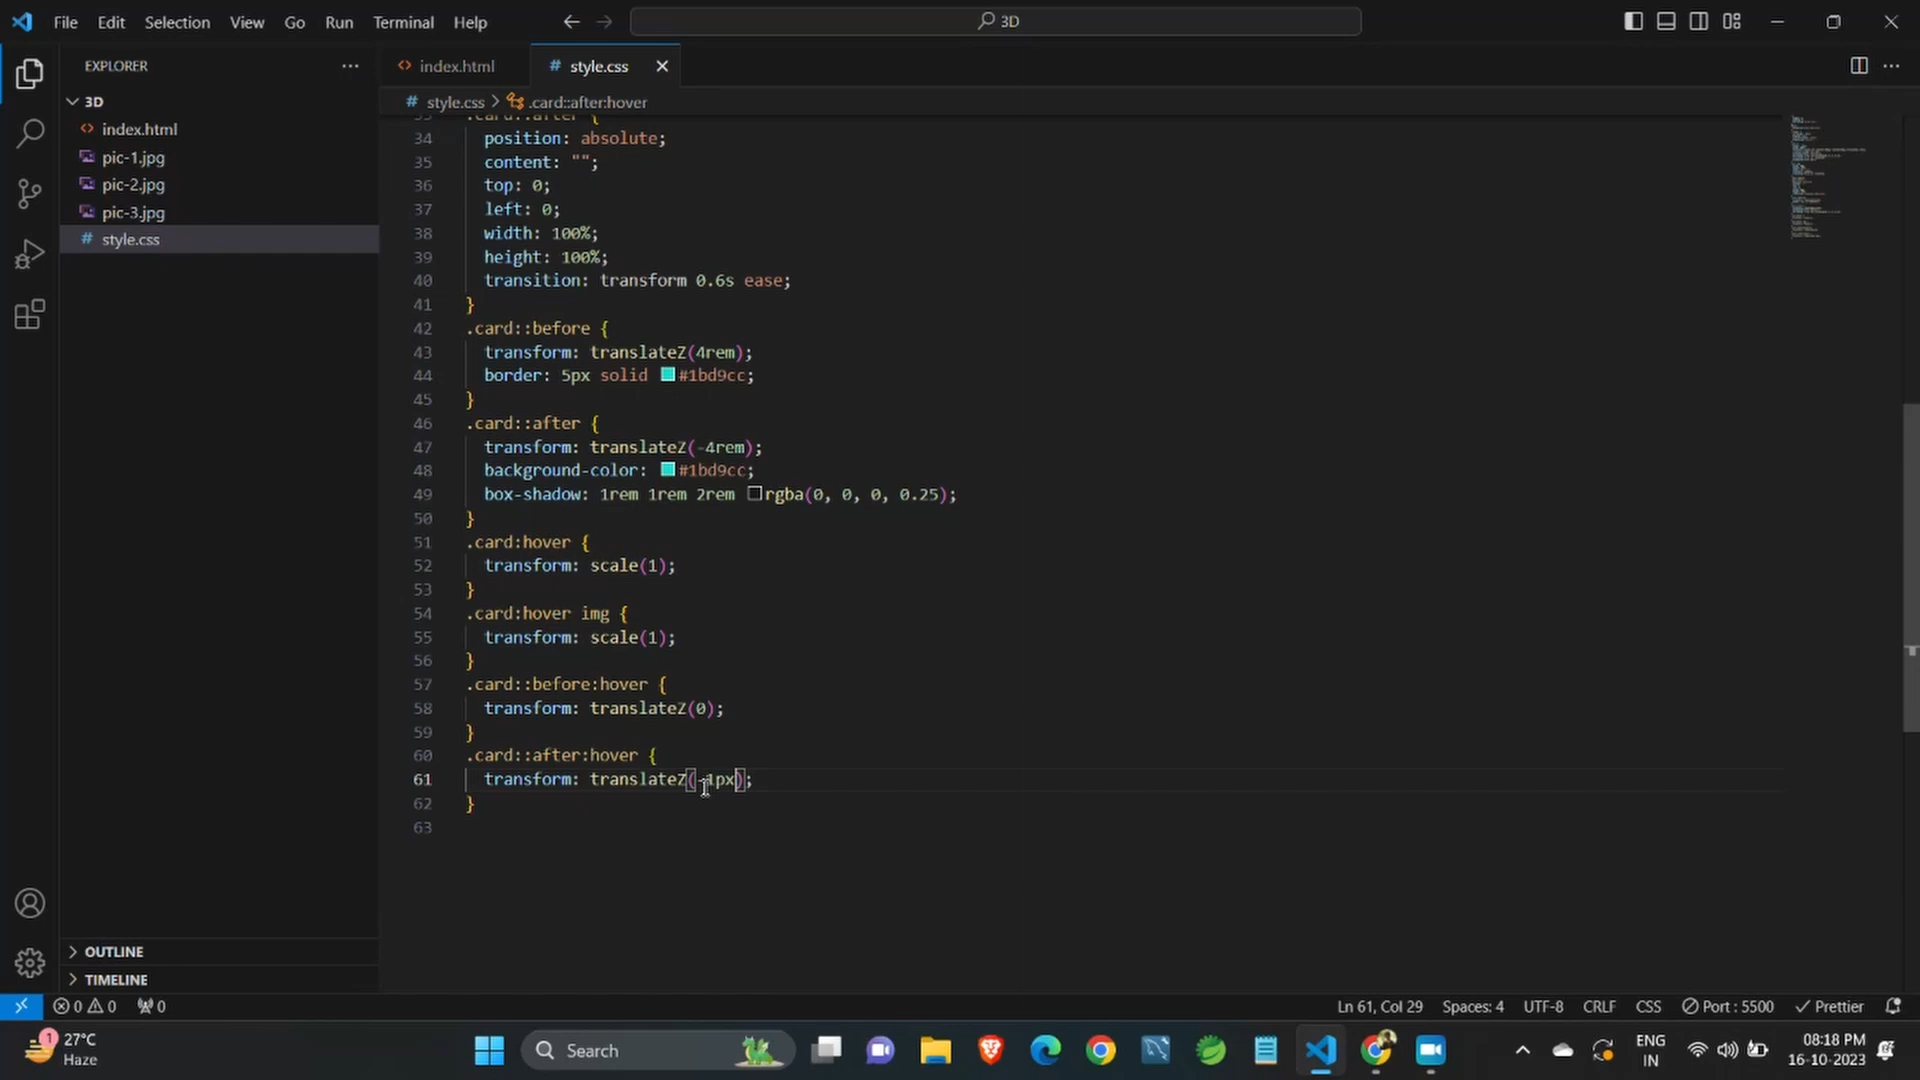 File Edit Selection View Go Run Terminal Help
3D
EXPLORER
index.html
style.css
3D
style.css > .card::after:hover
index.html
pic-1.jpg
pic-2.jpg
pic-3.jpg
style.css
33 .card::after {
34 position: absolute;
35 content: "";
36 top: 0;
37 left: 0;
38 width: 100%;
39 height: 100%;
40 transition: transform 0.6s ease;
41 }
42 .card::before {
43 transform: translateZ(4rem);
44 border: 5px solid #1bd9cc;
45 }
46 .card::after {
47 transform: translateZ(-4rem);
48 background-color: #1bd9cc;
49 box-shadow: 1rem 1rem 2rem rgba(0, 0, 0, 0.25);
50 }
51 .card:hover {
52 transform: scale(1);
53 }
54 .card:hover img {
55 transform: scale(1);
56 }
57 .card::before:hover {
58 transform: translateZ(0);
59 }
60 .card::after:hover {
61 transform: translateZ(-1px);
62 }
63
OUTLINE
TIMELINE
0 0 0
Ln 61, Col 29 Spaces: 4 UTF-8 CRLF CSS Port : 5500 Prettier
1
27°C
Haze
Search
ENG
IN
08:18 PM
16-10-2023